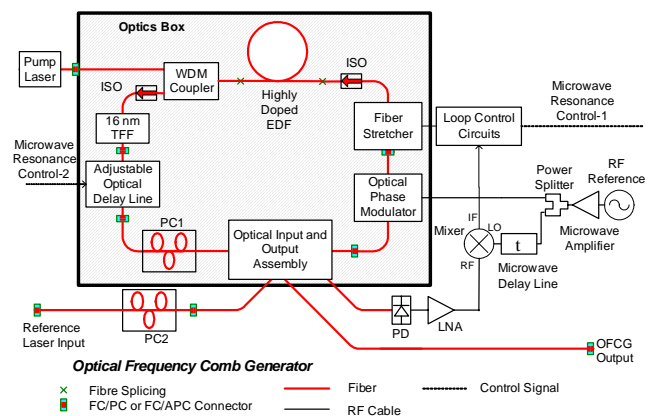 Optics Box
Pump
Laser
ISO
WDM
Coupler
Highly
Doped
EDF
ISO
16 nm
TFF
Fiber
Stretcher
Loop Control
Circuits
Microwave
Resonance
Control-1
Microwave
Resonance
Control-2
Adjustable
Optical
Delay Line
Optical
Phase
Modulator
Power
Splitter
RF
Reference
PC1
Optical Input and
Output
Assembly
Mixer
IF
LO
RF
t
Microwave
Amplifier
Microwave
Delay Line
Reference
Laser Input
PC2
PD
LNA
OFCG
Output
Optical Frequency Comb Generator
Fibre Splicing
Fiber
Control Signal
FC/PC or FC/APC Connector
RF Cable